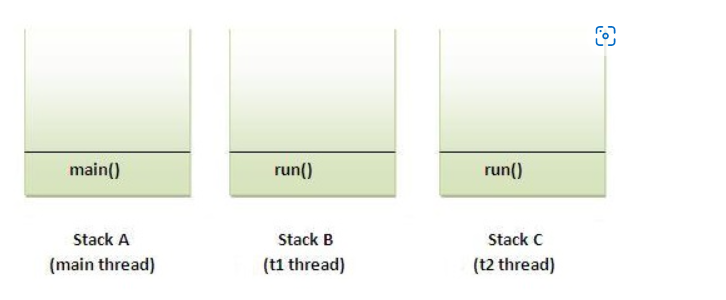 main() run() run()
Stack A Stack B Stack C
(main thread) (t1 thread) (t2 thread)